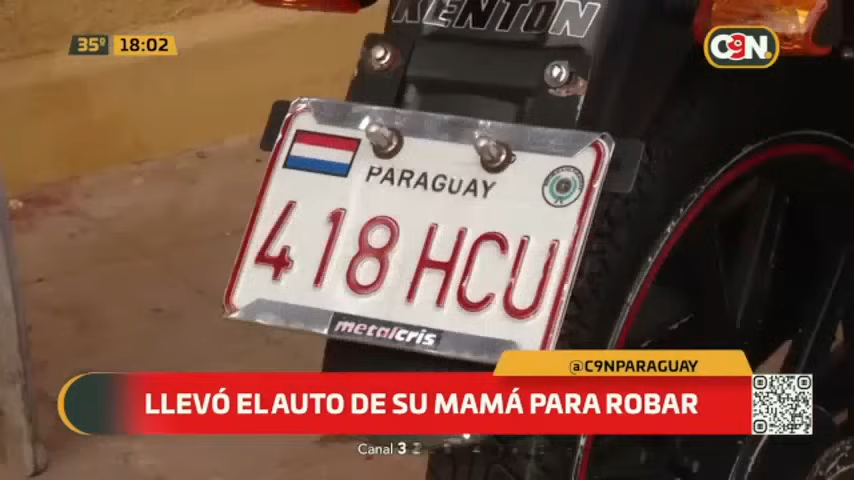 KENTON
35º 18:02
C9N
PARAGUAY
418 HCU
metalcris
@C9NPARAGUAY
LLEVÓ EL AUTO DE SU MAMÁ PARA ROBAR
Canal 3